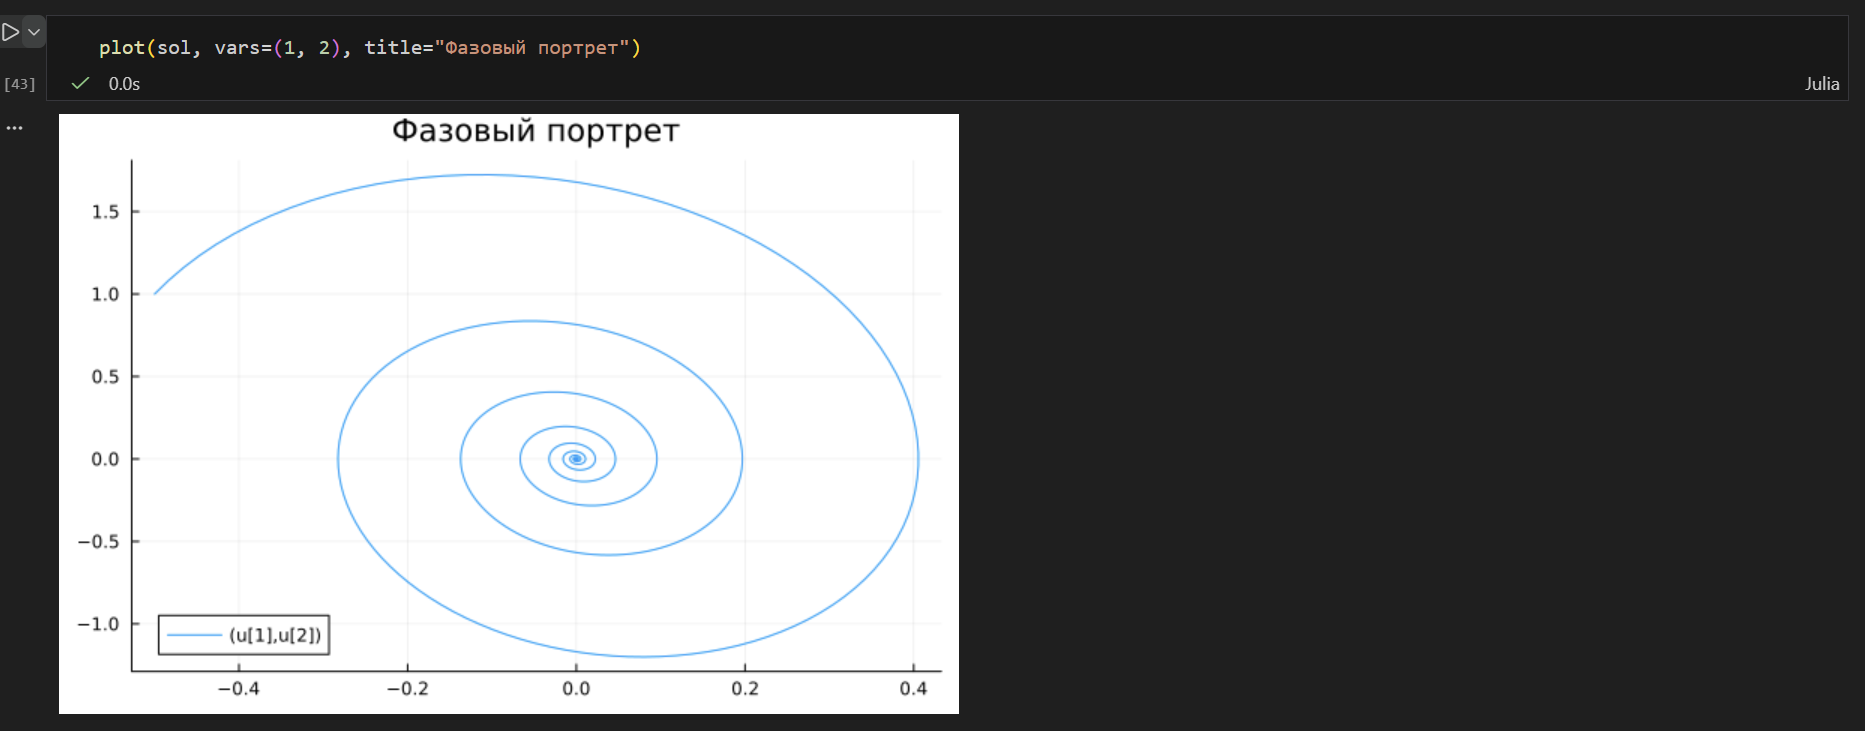 plot(sol, vars=(1, 2), title="Фазовый портрет")
[43]
0.0s
Julia
Фазовый портрет
1.5
1.0
0.5
0.0
−0.5
−1.0
(u[1],u[2])
−0.4
−0.2
0.0
0.2
0.4